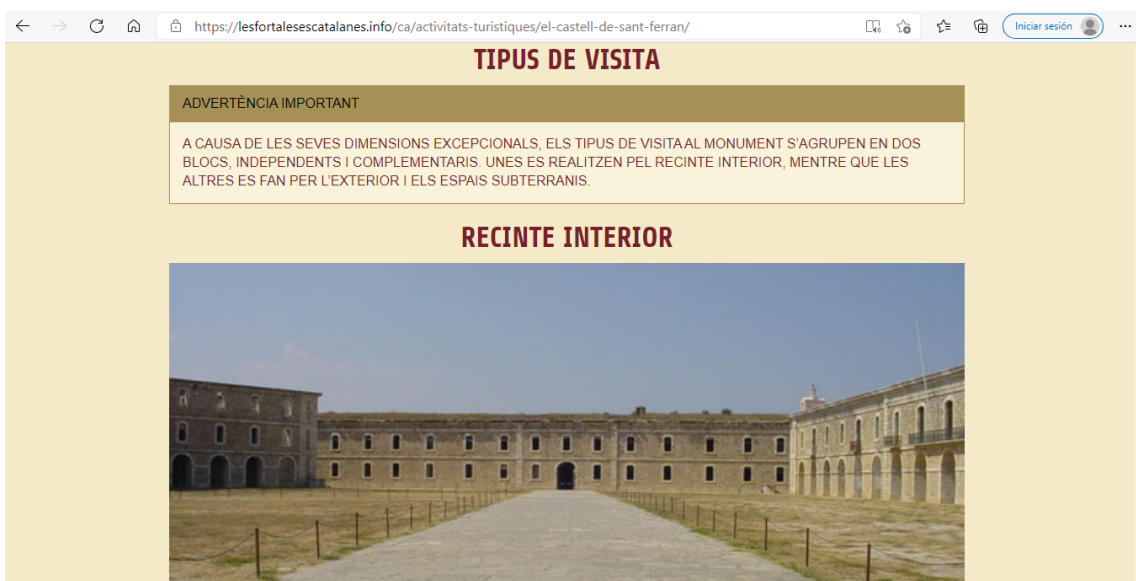 https://lesfortalesescatalanes.info/ca/activitats-turistiques/el-castell-de-sant-ferran/
Iniciar sesión
TIPUS DE VISITA
ADVERTÈNCIA IMPORTANT
A CAUSA DE LES SEVES DIMENSIONS EXCEPCIONALS, ELS TIPUS DE VISITA AL MONUMENT S’AGRUPEN EN DOS
BLOCS, INDEPENDENTS I COMPLEMENTARIS. UNES ES REALITZEN PEL RECINTE INTERIOR, MENTRE QUE LES
ALTRES ES FAN PER L’EXTERIOR I ELS ESPAIS SUBTERRANIS.
RECINTE INTERIOR